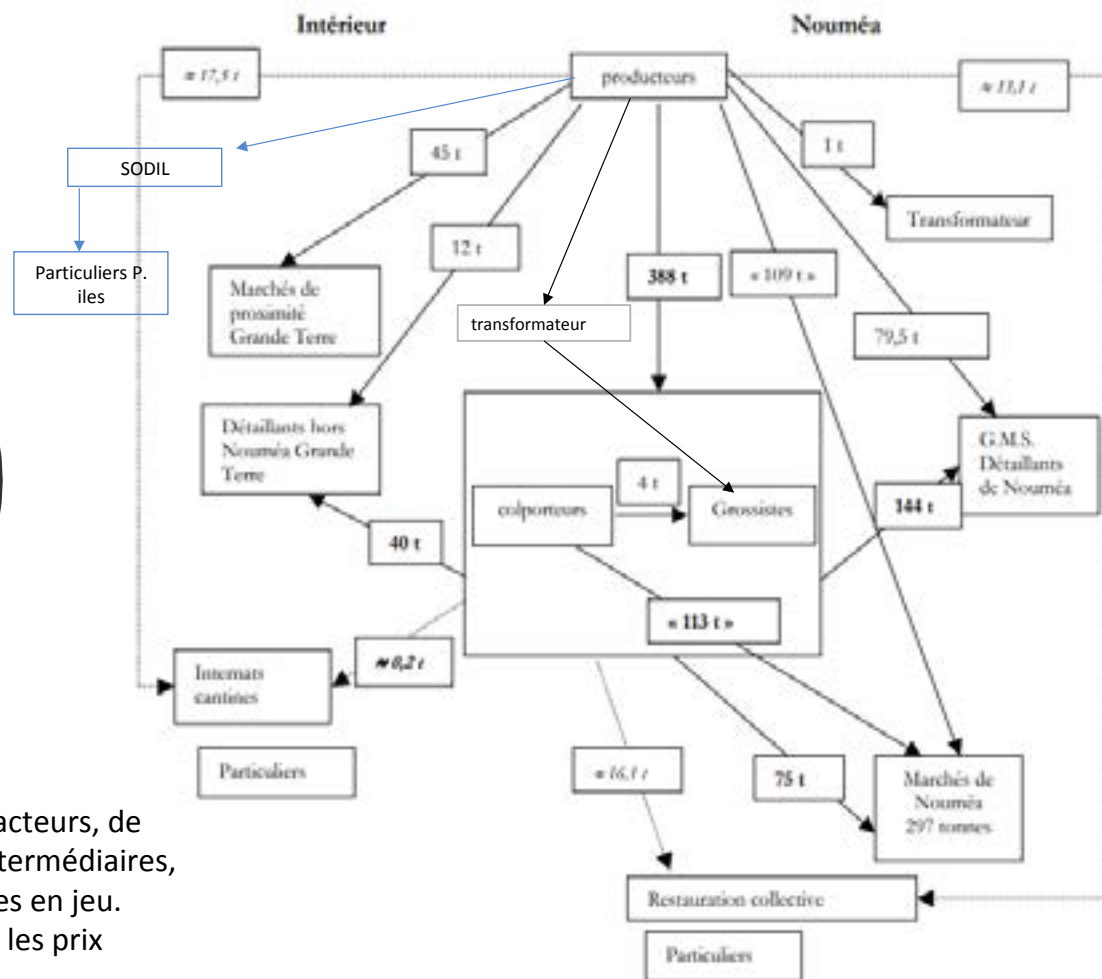 Intérieur
Nouméa
≈ 17,5 t
producteurs
45 t
1 t
SODIL
Transformateur
12 t
388 t
« 109 t »
Particuliers P.
iles
Marchés de
proximité
Grande Terre
transformateur
79,5 t
Détaillants hors
Nouméa Grande
Terre
G.M.S.
Détaillants
de Nouméa
4 t
colporteurs
Grossistes
144 t
40 t
« 113 t »
≈ 0,2 t
Internats
cantines
Particuliers
≈ 16,1 t
75 t
Marchés de
Nouméa
297 tonnes
acteurs, de
termédiaires,
es en jeu.
les prix
Restauration collective
Particuliers